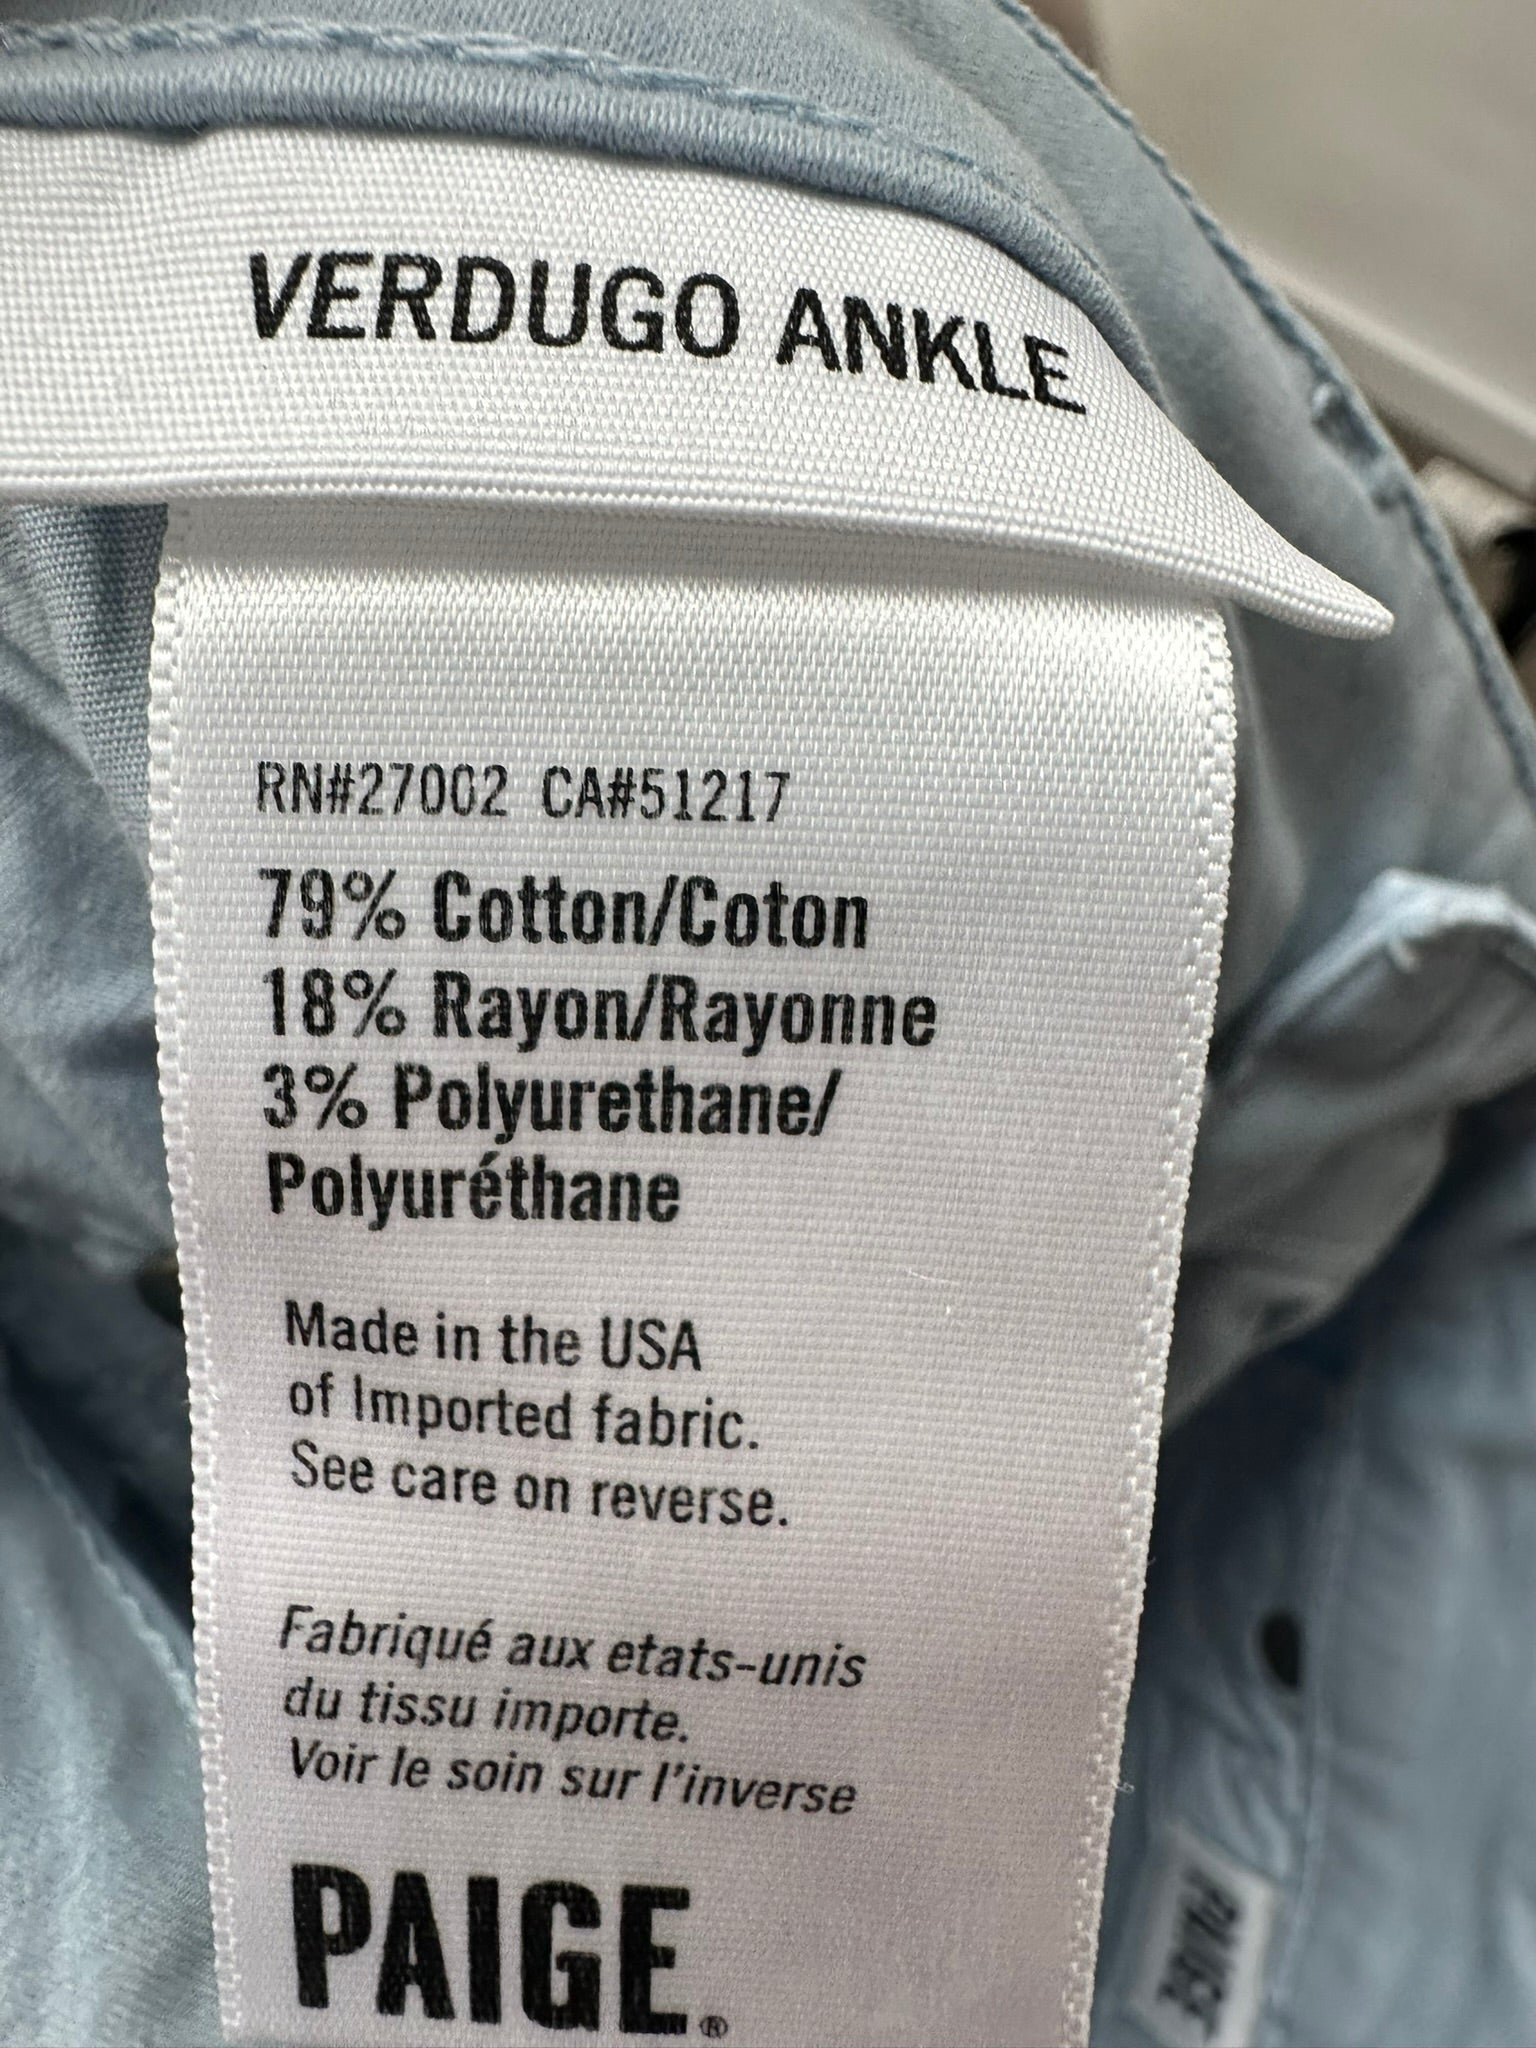 VERDUGO ANKLE
RN#27002 CA#51217
79% Cotton/Coton
18% Rayon/Rayonne
3% Polyurethane/
Polyuréthane
Made in the USA
of Imported fabric.
See care on reverse.
Fabriqué aux etats-unis
du tissu importe.
Voir le soin sur l'inverse
PAIGE®
PAIGE